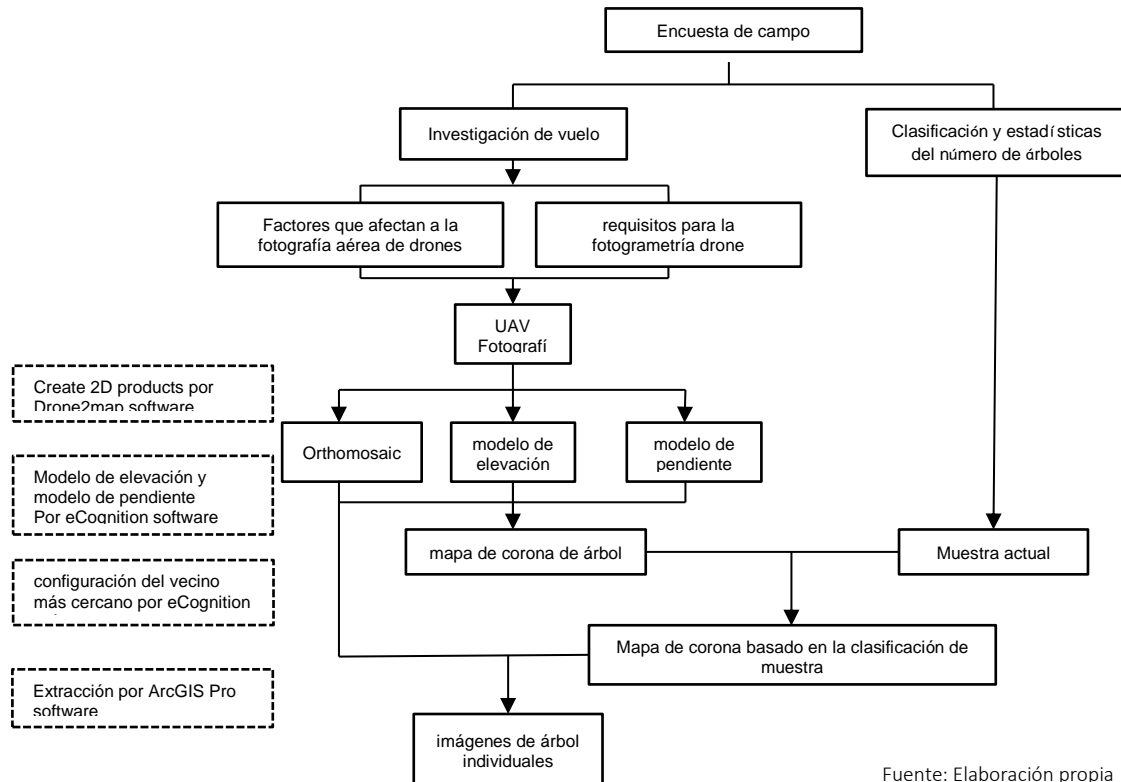 Encuesta de campo
Investigación de vuelo
Clasificación y estadísticas
del número de árboles
Factores que afectan a la
fotografía aérea de drones
requisitos para la
fotogrametría drone
UAV
Fotografí
Create 2D products por
Drone2map software
Orthomosaic
modelo de
elevación
modelo de
pendiente
Modelo de elevación y
modelo de pendiente
Por eCognition software
mapa de corona de árbol
Muestra actual
configuración del vecino
más cercano por eCognition
Mapa de corona basado en la clasificación de
muestra
Extracción por ArcGIS Pro
software
imágenes de árbol
individuales
Fuente: Elaboración propia